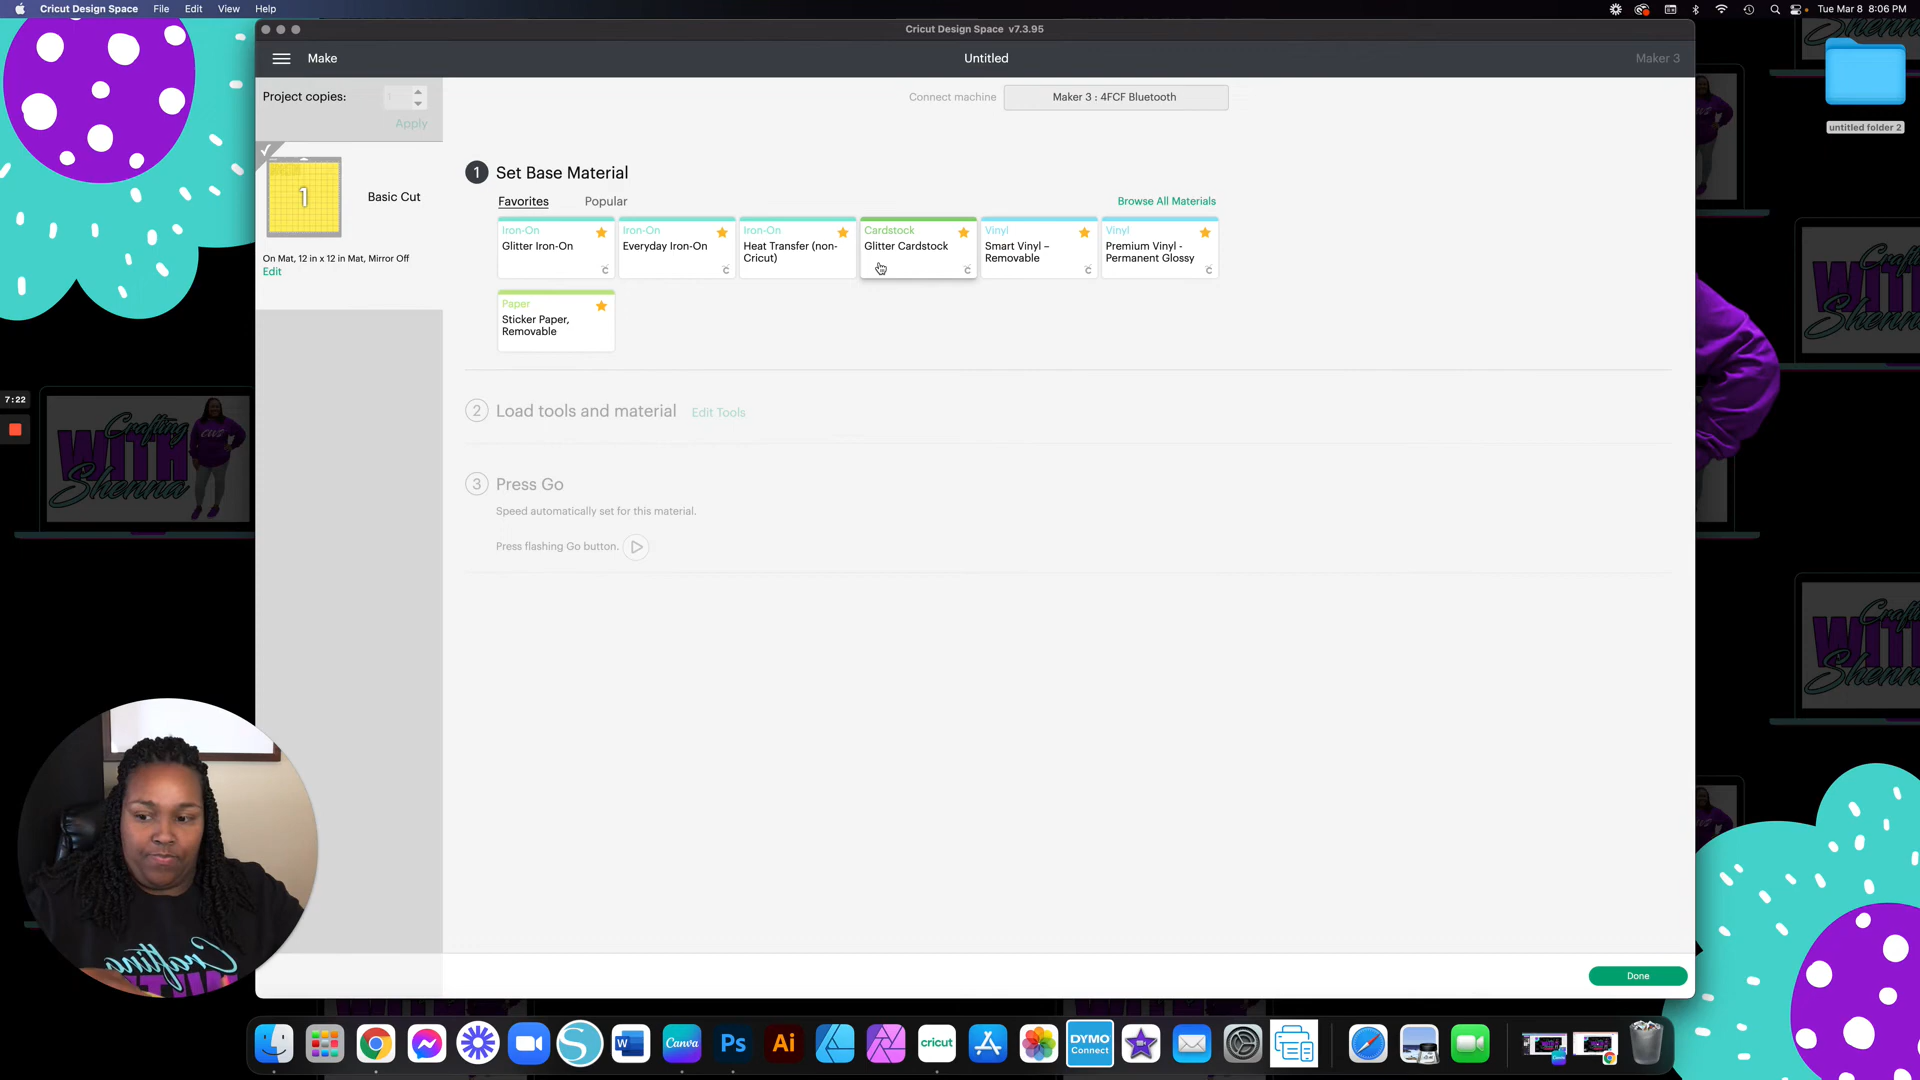 Cricut Design Space File Edit View Help
Tue Mar 8 8:06 PM
Cricut Design Space v7.3.95
Make
Untitled
Maker 3
Project copies:
1
Apply
Connect machine
Maker 3 : 4FCF Bluetooth
1
Basic Cut
On Mat, 12 in x 12 in Mat, Mirror Off
Edit
1 Set Base Material
Favorites Popular
Browse All Materials
Iron-On
Glitter Iron-On
Iron-On
Everyday Iron-On
Iron-On
Heat Transfer (non-
Cricut)
Cardstock
Glitter Cardstock
Vinyl
Smart Vinyl –
Removable
Vinyl
Premium Vinyl -
Permanent Glossy
Paper
Sticker Paper,
Removable
2 Load tools and material Edit Tools
3 Press Go
Speed automatically set for this material.
Press flashing Go button.
Done
untitled folder 2
7:22
Crafting
WITH
Shenna
Crafting
cricut
Canva
Ps
Ai
W
DYMO
Connect